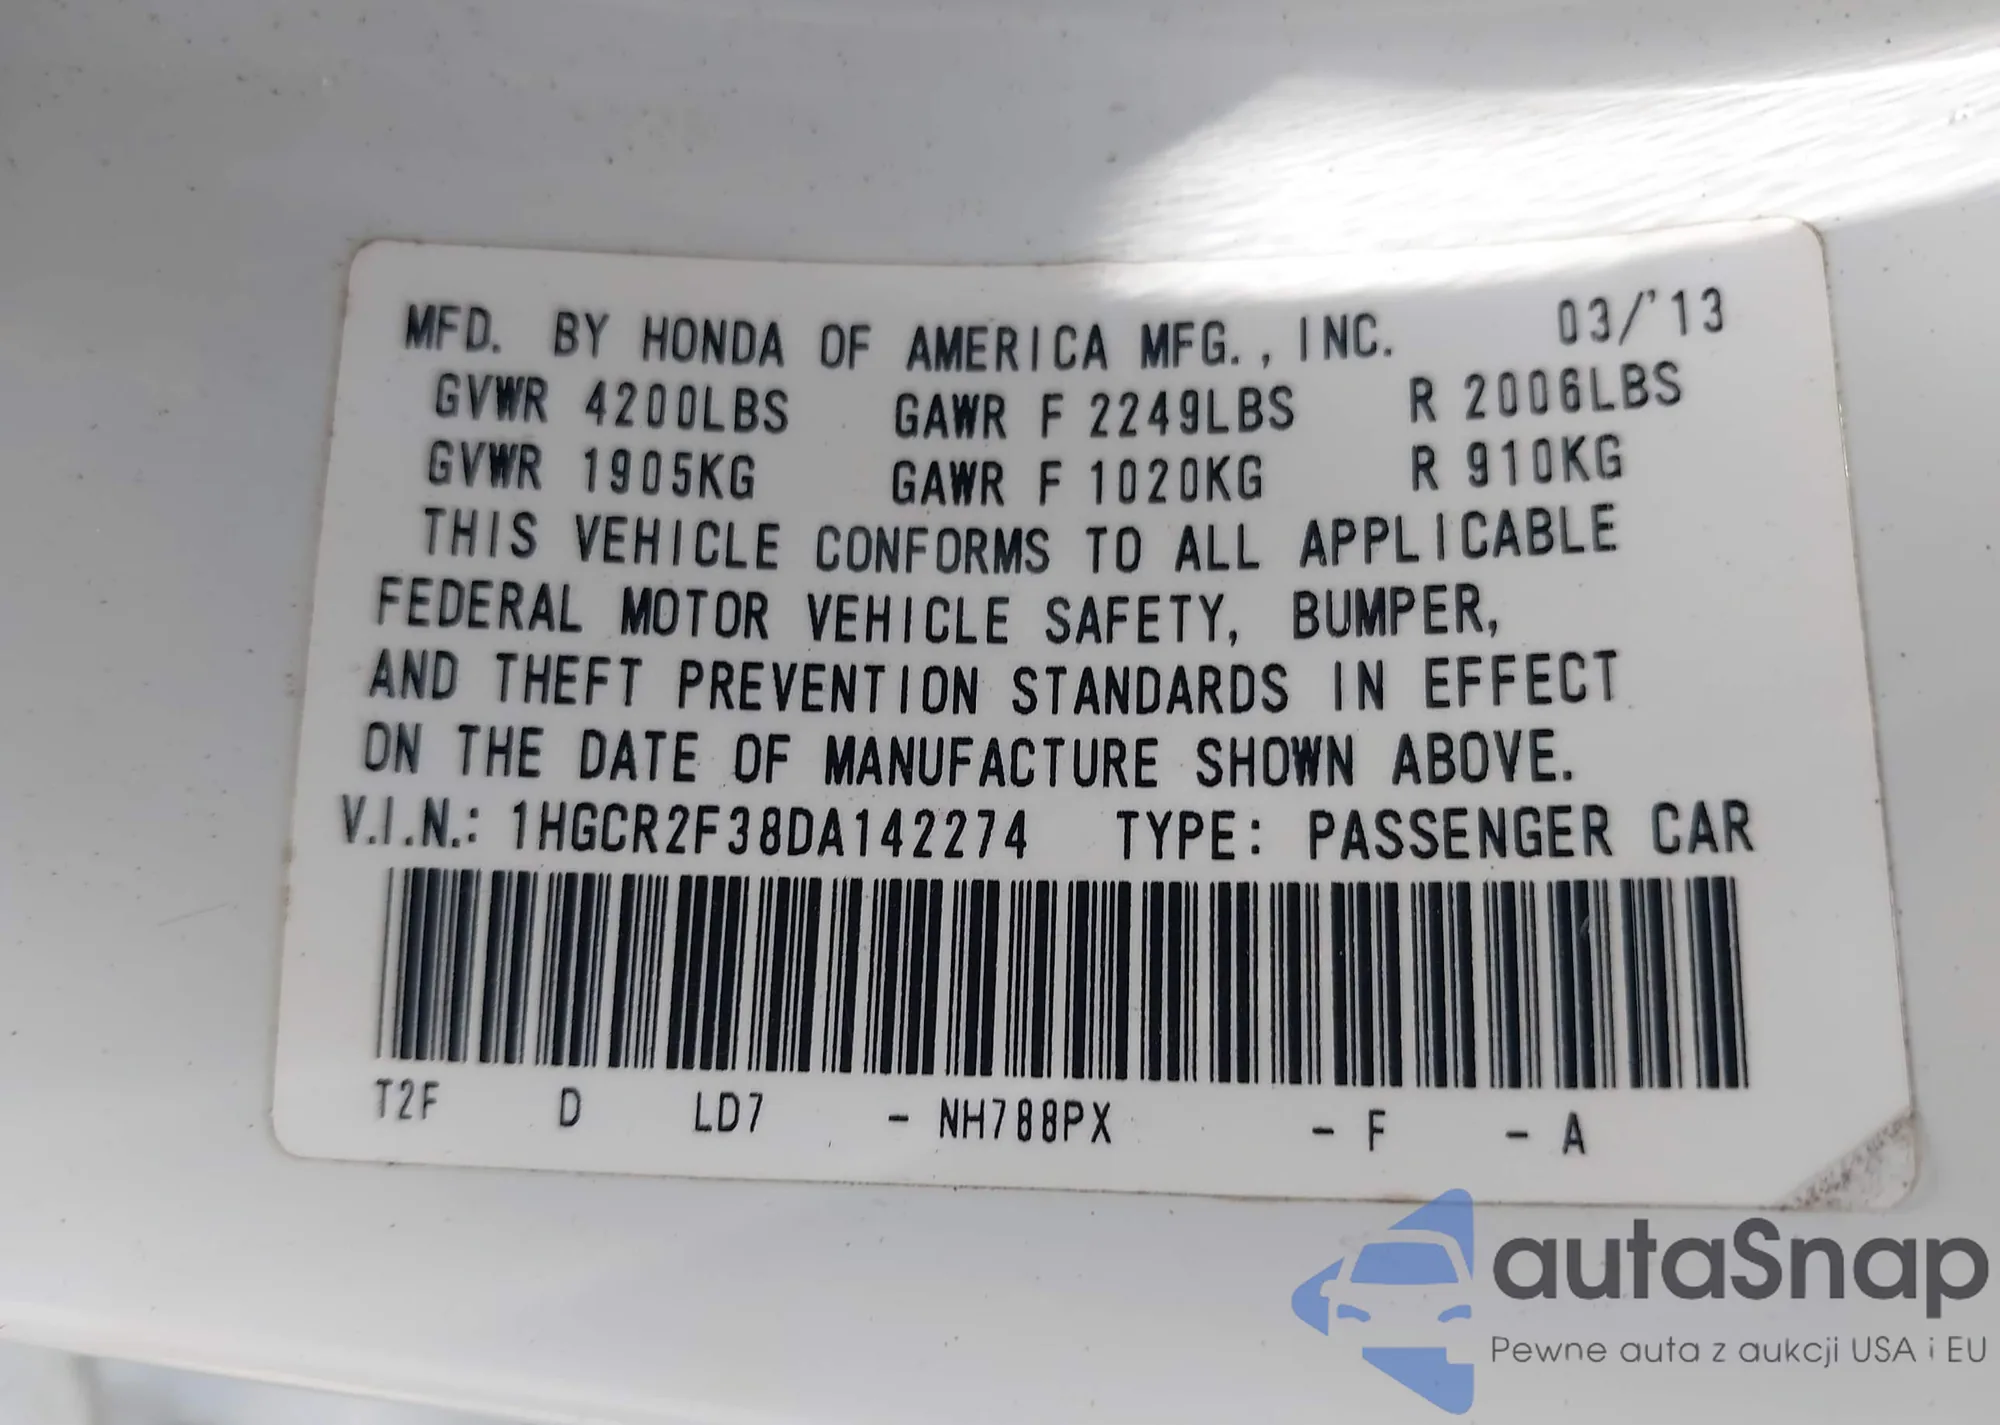 MFD. BY HONDA OF AMERICA MFG., INC. 03/'13
GVWR 4200LBS GAWR F 2249LBS R 2006LBS
GVWR 1905KG GAWR F 1020KG R 910KG
THIS VEHICLE CONFORMS TO ALL APPLICABLE
FEDERAL MOTOR VEHICLE SAFETY, BUMPER,
AND THEFT PREVENTION STANDARDS IN EFFECT
ON THE DATE OF MANUFACTURE SHOWN ABOVE.
V.I.N.: 1HGCR2F38DA142274 TYPE: PASSENGER CAR
T2F D LD7 - NH788PX - F - A
autaSnap
Pewne auta z aukcji USA i EU